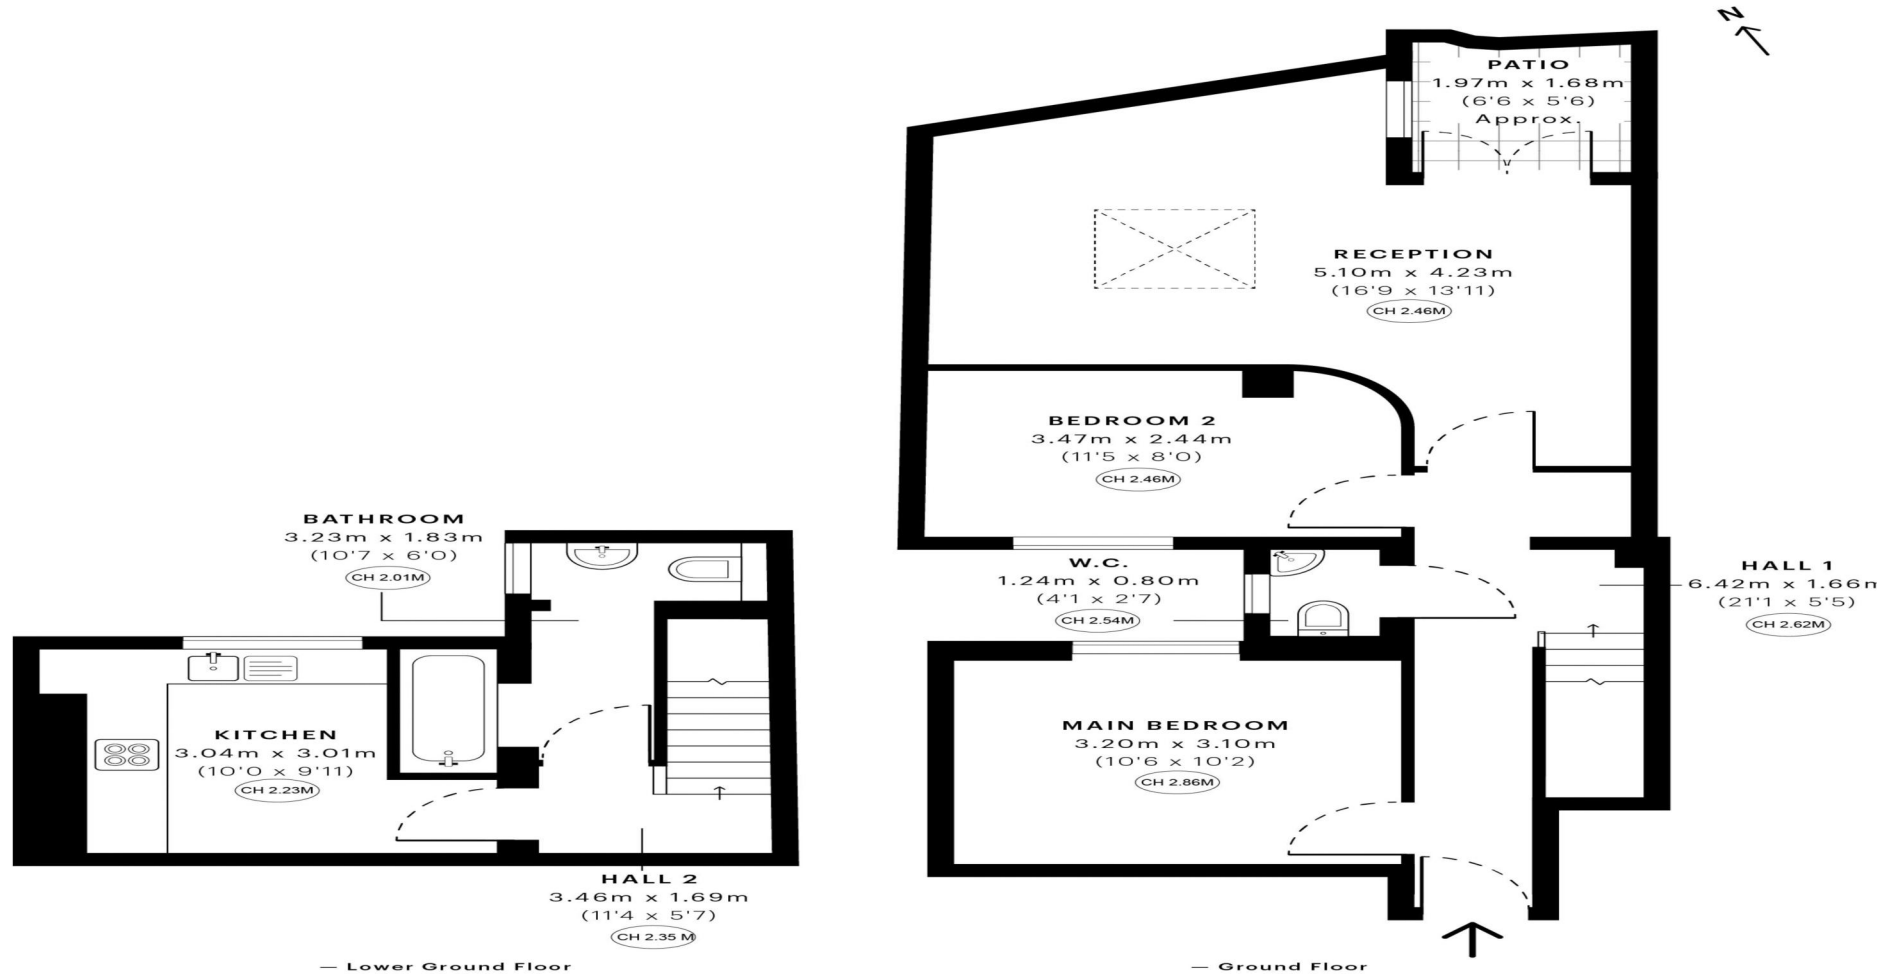 N
PATIO
1.97m x 1.68m
(6'6 x 5'6)
Approx.
RECEPTION
5.10m x 4.23m
(16'9 x 13'11)
CH 2.46M
BEDROOM 2
3.47m x 2.44m
(11'5 x 8'0)
CH 2.46M
BATHROOM
3.23m x 1.83m
(10'7 x 6'0)
CH 2.01M
W.C.
1.24m x 0.80m
(4'1 x 2'7)
CH 2.54M
HALL 1
6.42m x 1.66m
(21'1 x 5'5)
CH 2.62M
KITCHEN
3.04m x 3.01m
(10'0 x 9'11)
CH 2.23M
MAIN BEDROOM
3.20m x 3.10m
(10'6 x 10'2)
CH 2.86M
HALL 2
3.46m x 1.69m
(11'4 x 5'7)
CH 2.35 M
— Lower Ground Floor
— Ground Floor